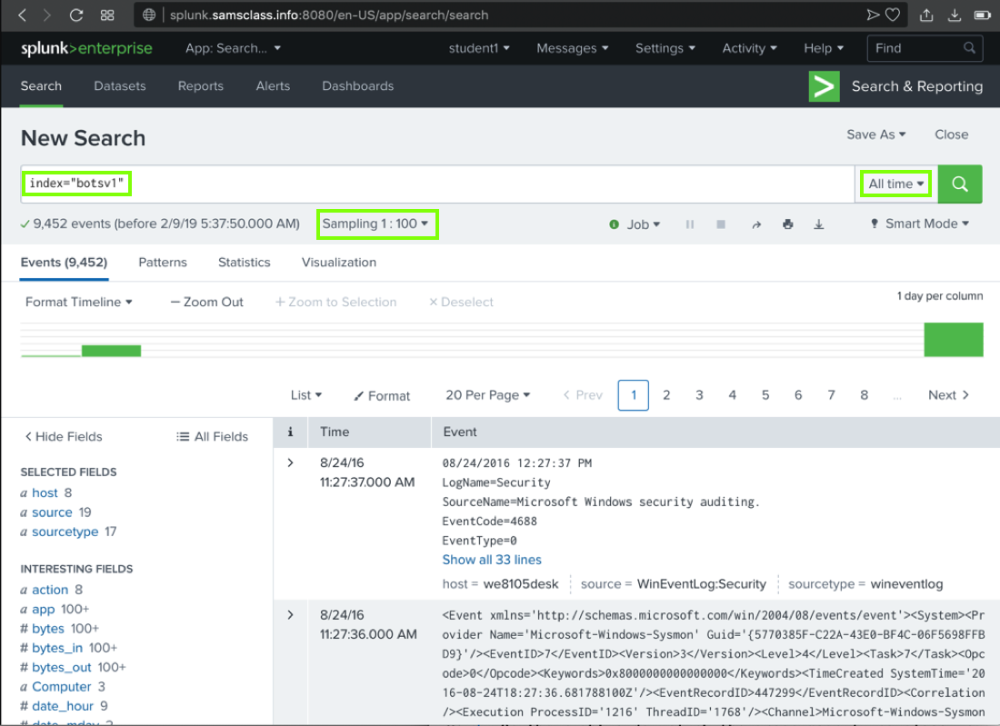 splunk.samsclass.info:8080/en-US/app/search/search
splunk>enterprise App: Search... student1 Messages Settings Activity Help Find
Search Datasets Reports Alerts Dashboards > Search & Reporting
New Search Save As Close
index="botsv1" All time
9,452 events (before 2/9/19 5:37:50.000 AM) Sampling 1 : 100 Job Smart Mode
Events (9,452) Patterns Statistics Visualization
Format Timeline — Zoom Out + Zoom to Selection × Deselect 1 day per column
List Format 20 Per Page < Prev 1 2 3 4 5 6 7 8 ... Next >
< Hide Fields All Fields i Time Event
SELECTED FIELDS
a host 8
a source 19
a sourcetype 17
INTERESTING FIELDS
a action 8
a app 100+
# bytes 100+
# bytes_in 100+
# bytes_out 100+
a Computer 3
# date_hour 9
# date_mday 3
> 8/24/16 11:27:37.000 AM
08/24/2016 12:27:37 PM
LogName=Security
SourceName=Microsoft Windows security auditing.
EventCode=4688
EventType=0
Show all 33 lines
host = we8105desk source = WinEventLog:Security sourcetype = wineventlog
> 8/24/16 11:27:36.000 AM
<Event xmlns='http://schemas.microsoft.com/win/2004/08/events/event'><System><P
rovider Name='Microsoft-Windows-Sysmon' Guid='{5770385F-C22A-43E0-BF4C-06F5698FFB
D9}'/><EventID>7</EventID><Version>3</Version><Level>4</Level><Task>7</Task><Opc
ode>0</Opcode><Keywords>0x8000000000000000</Keywords><TimeCreated SystemTime='20
16-08-24T18:27:36.681788100Z'/><EventRecordID>447299</EventRecordID><Correlation
/><Execution ProcessID='1216' ThreadID='1768'/><Channel>Microsoft-Windows-Sysmon